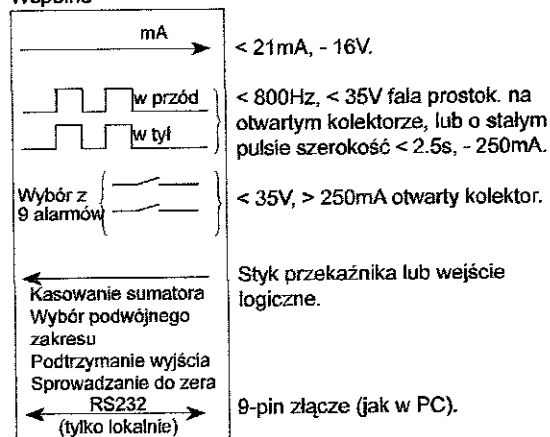 mA
< 21mA, - 16V.
w przód
w tył
< 800Hz, < 35V fala prostok. na
otwartym kolektorze, lub o stałym
pulsie szerokość < 2.5s, - 250mA.
Wybór z
9 alarmów
< 35V, > 250mA otwarty kolektor.
Kasowanie sumatora
Wybór podwójnego
zakresu
Podtrzymanie wyjścia
Sprowadzanie do zera
Styk przekaźnika lub wejście
logiczne.
RS232
(tylko lokalnie)
9-pin złącze (jak w PC).